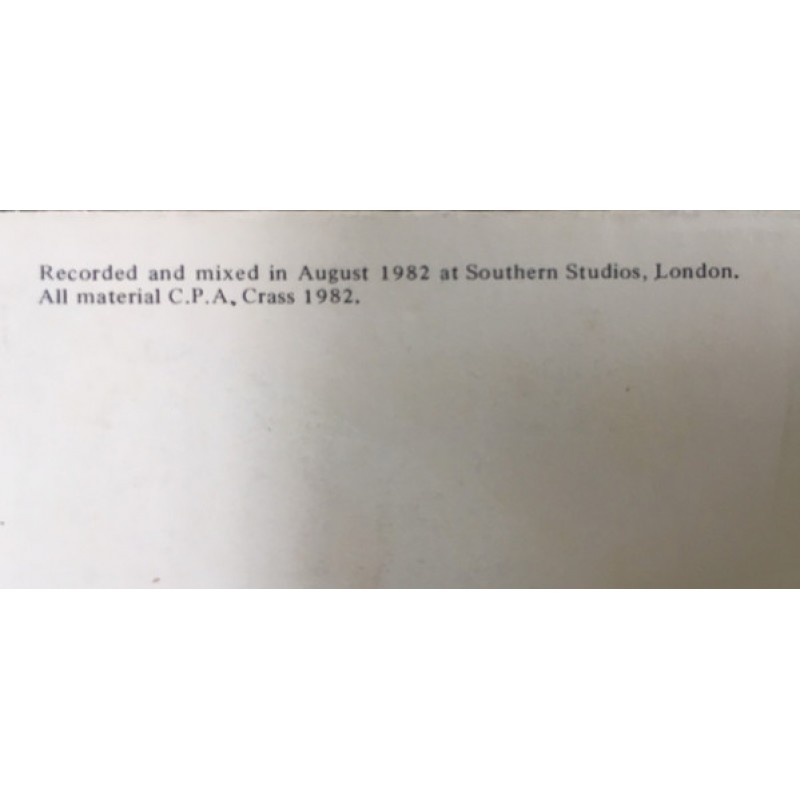 Recorded and mixed in August 1982 at Southern Studios, London.
All material C.P.A. Crass 1982.